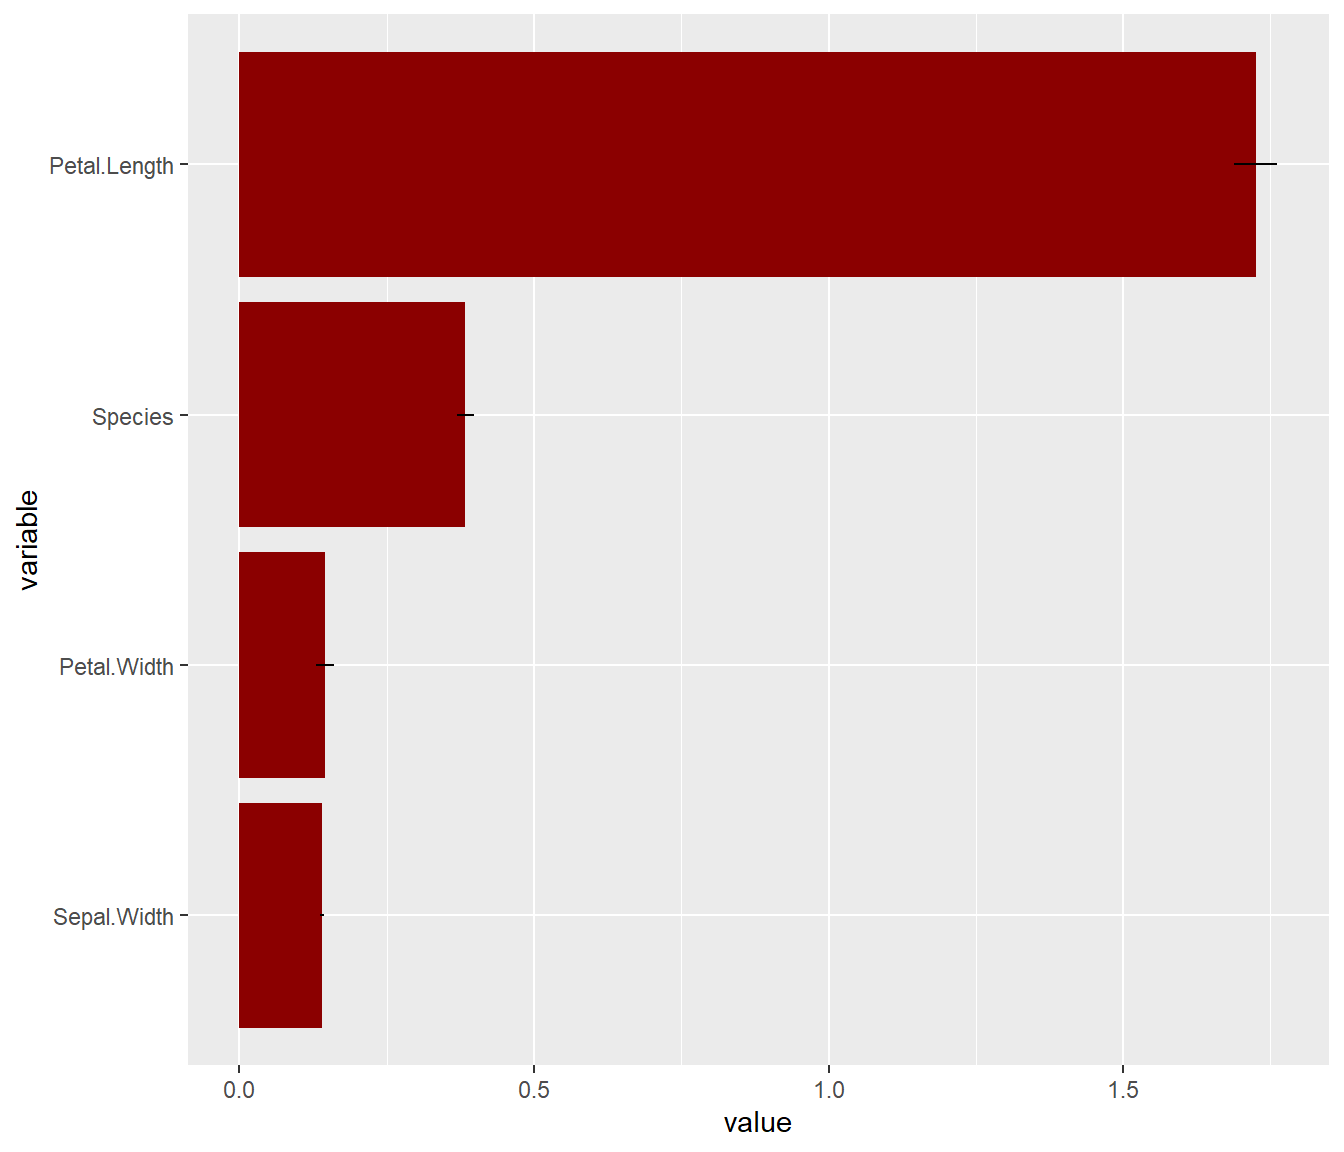 Petal.Length
Species
Petal.Width
Sepal.Width
variable
0.0 0.5 1.0 1.5
value